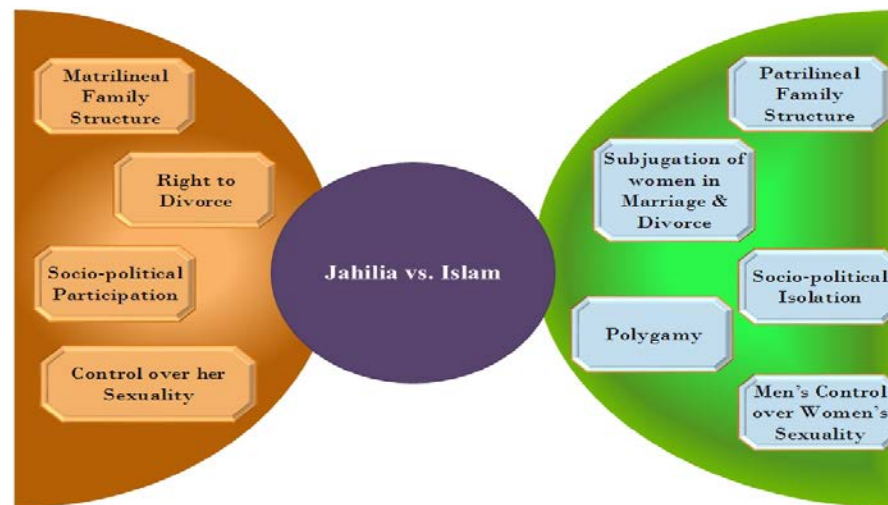 Matrilineal
Family
Structure
Right to
Divorce
Socio-political
Participation
Control over her
Sexuality
Jahilia vs. Islam
Patrilineal
Family
Structure
Subjugation of
women in
Marriage &
Divorce
Socio-political
Isolation
Polygamy
Men's Control
over Women's
Sexuality